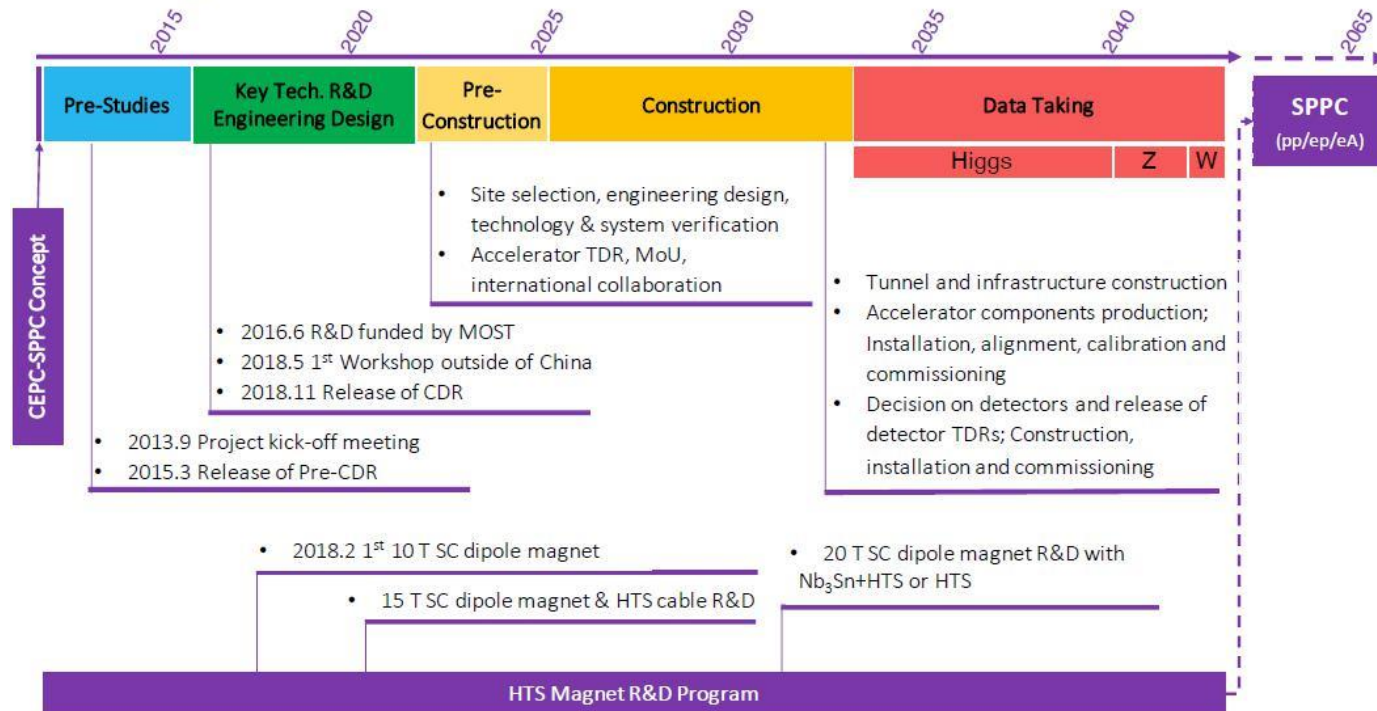 2015
2020
2025
2030
2035
2040
2065
Pre-Studies
Key Tech. R&D
Engineering Design
Pre-
Construction
Construction
Data Taking
SPPC
(pp/ep/eA)
Higgs
Z
W
CEPC-SPPC Concept
• Site selection, engineering design,
technology & system verification
• Accelerator TDR, MoU,
international collaboration
• Tunnel and infrastructure construction
• Accelerator components production;
Installation, alignment, calibration and
commissioning
• Decision on detectors and release of
detector TDRs; Construction,
installation and commissioning
• 2016.6 R&D funded by MOST
• 2018.5 1st Workshop outside of China
• 2018.11 Release of CDR
• 2013.9 Project kick-off meeting
• 2015.3 Release of Pre-CDR
• 2018.2 1st 10 T SC dipole magnet
• 15 T SC dipole magnet & HTS cable R&D
• 20 T SC dipole magnet R&D with
Nb₃Sn+HTS or HTS
HTS Magnet R&D Program